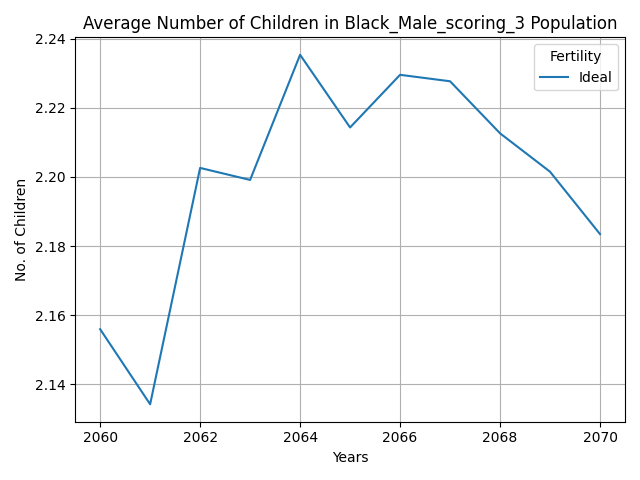 Average Number of Children in Black_Male_scoring_3 Population
2.24
2.22
2.20
2.18
2.16
2.14
No. of Children
Fertility
Ideal
2060
2062
2064
2066
2068
2070
Years